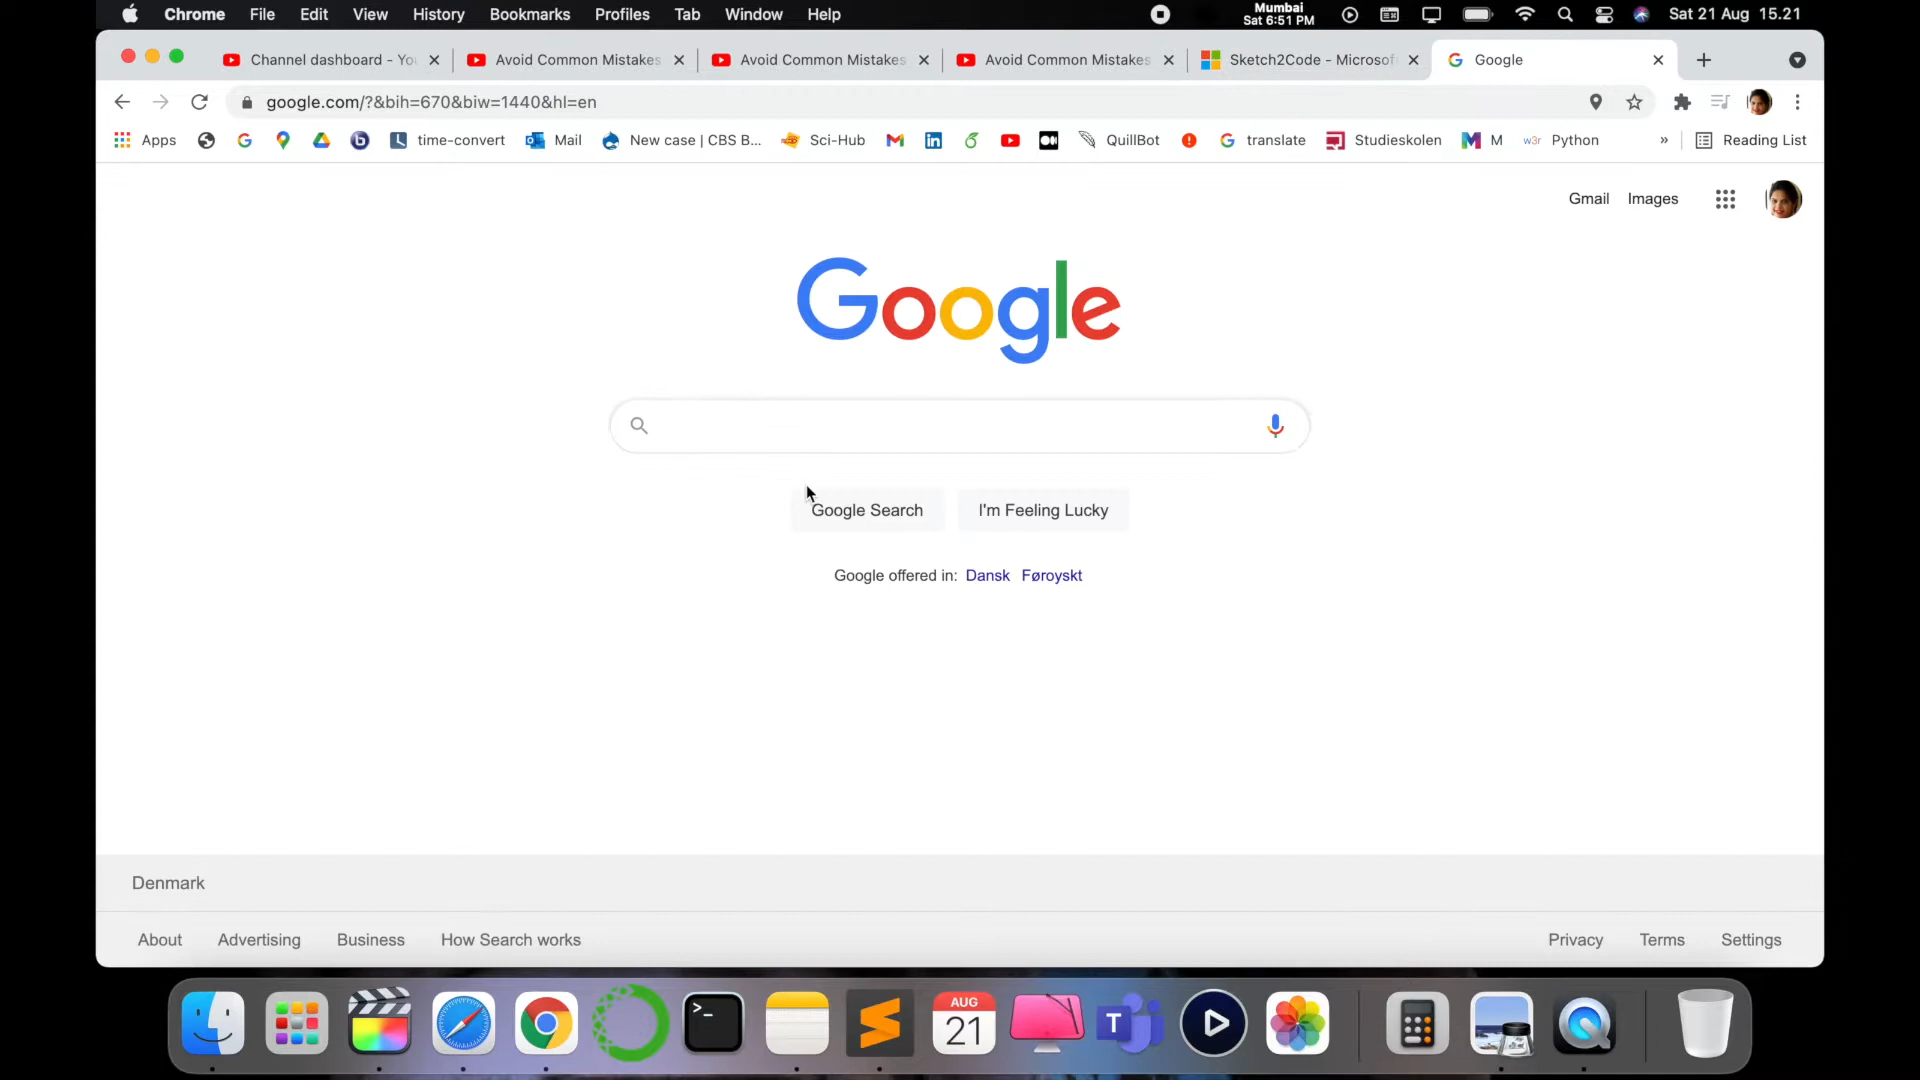 Chrome File Edit View History Bookmarks Profiles Tab Window Help
Mumbai
Sat 6:51 PM
Sat 21 Aug 15.21
Channel dashboard - Yo
Avoid Common Mistakes
Avoid Common Mistakes
Avoid Common Mistakes
Sketch2Code - Microsof
Google
google.com/?&bih=670&biw=1440&hl=en
Apps time-convert Mail New case | CBS B... Sci-Hub QuillBot translate Studieskolen M w3r Python » Reading List
Gmail Images
Google
Google Search I'm Feeling Lucky
Google offered in: Dansk Føroyskt
Denmark
About Advertising Business How Search works Privacy Terms Settings
AUG
21
T